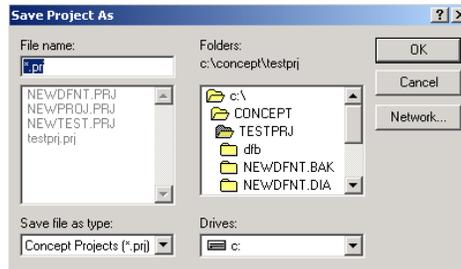 Save Project As
File name:
*.prj
NEWDFNT.PRJ
NEWPROJ.PRJ
NEWTEST.PRJ
testprj.prj
Save file as type:
Concept Projects (*.prj)
Folders:
c:\concept\testprj
c:\
CONCEPT
TESTPRJ
dfb
NEWDFNT.BAK
NEWDFNT.DIA
Drives:
c:
OK
Cancel
Network...